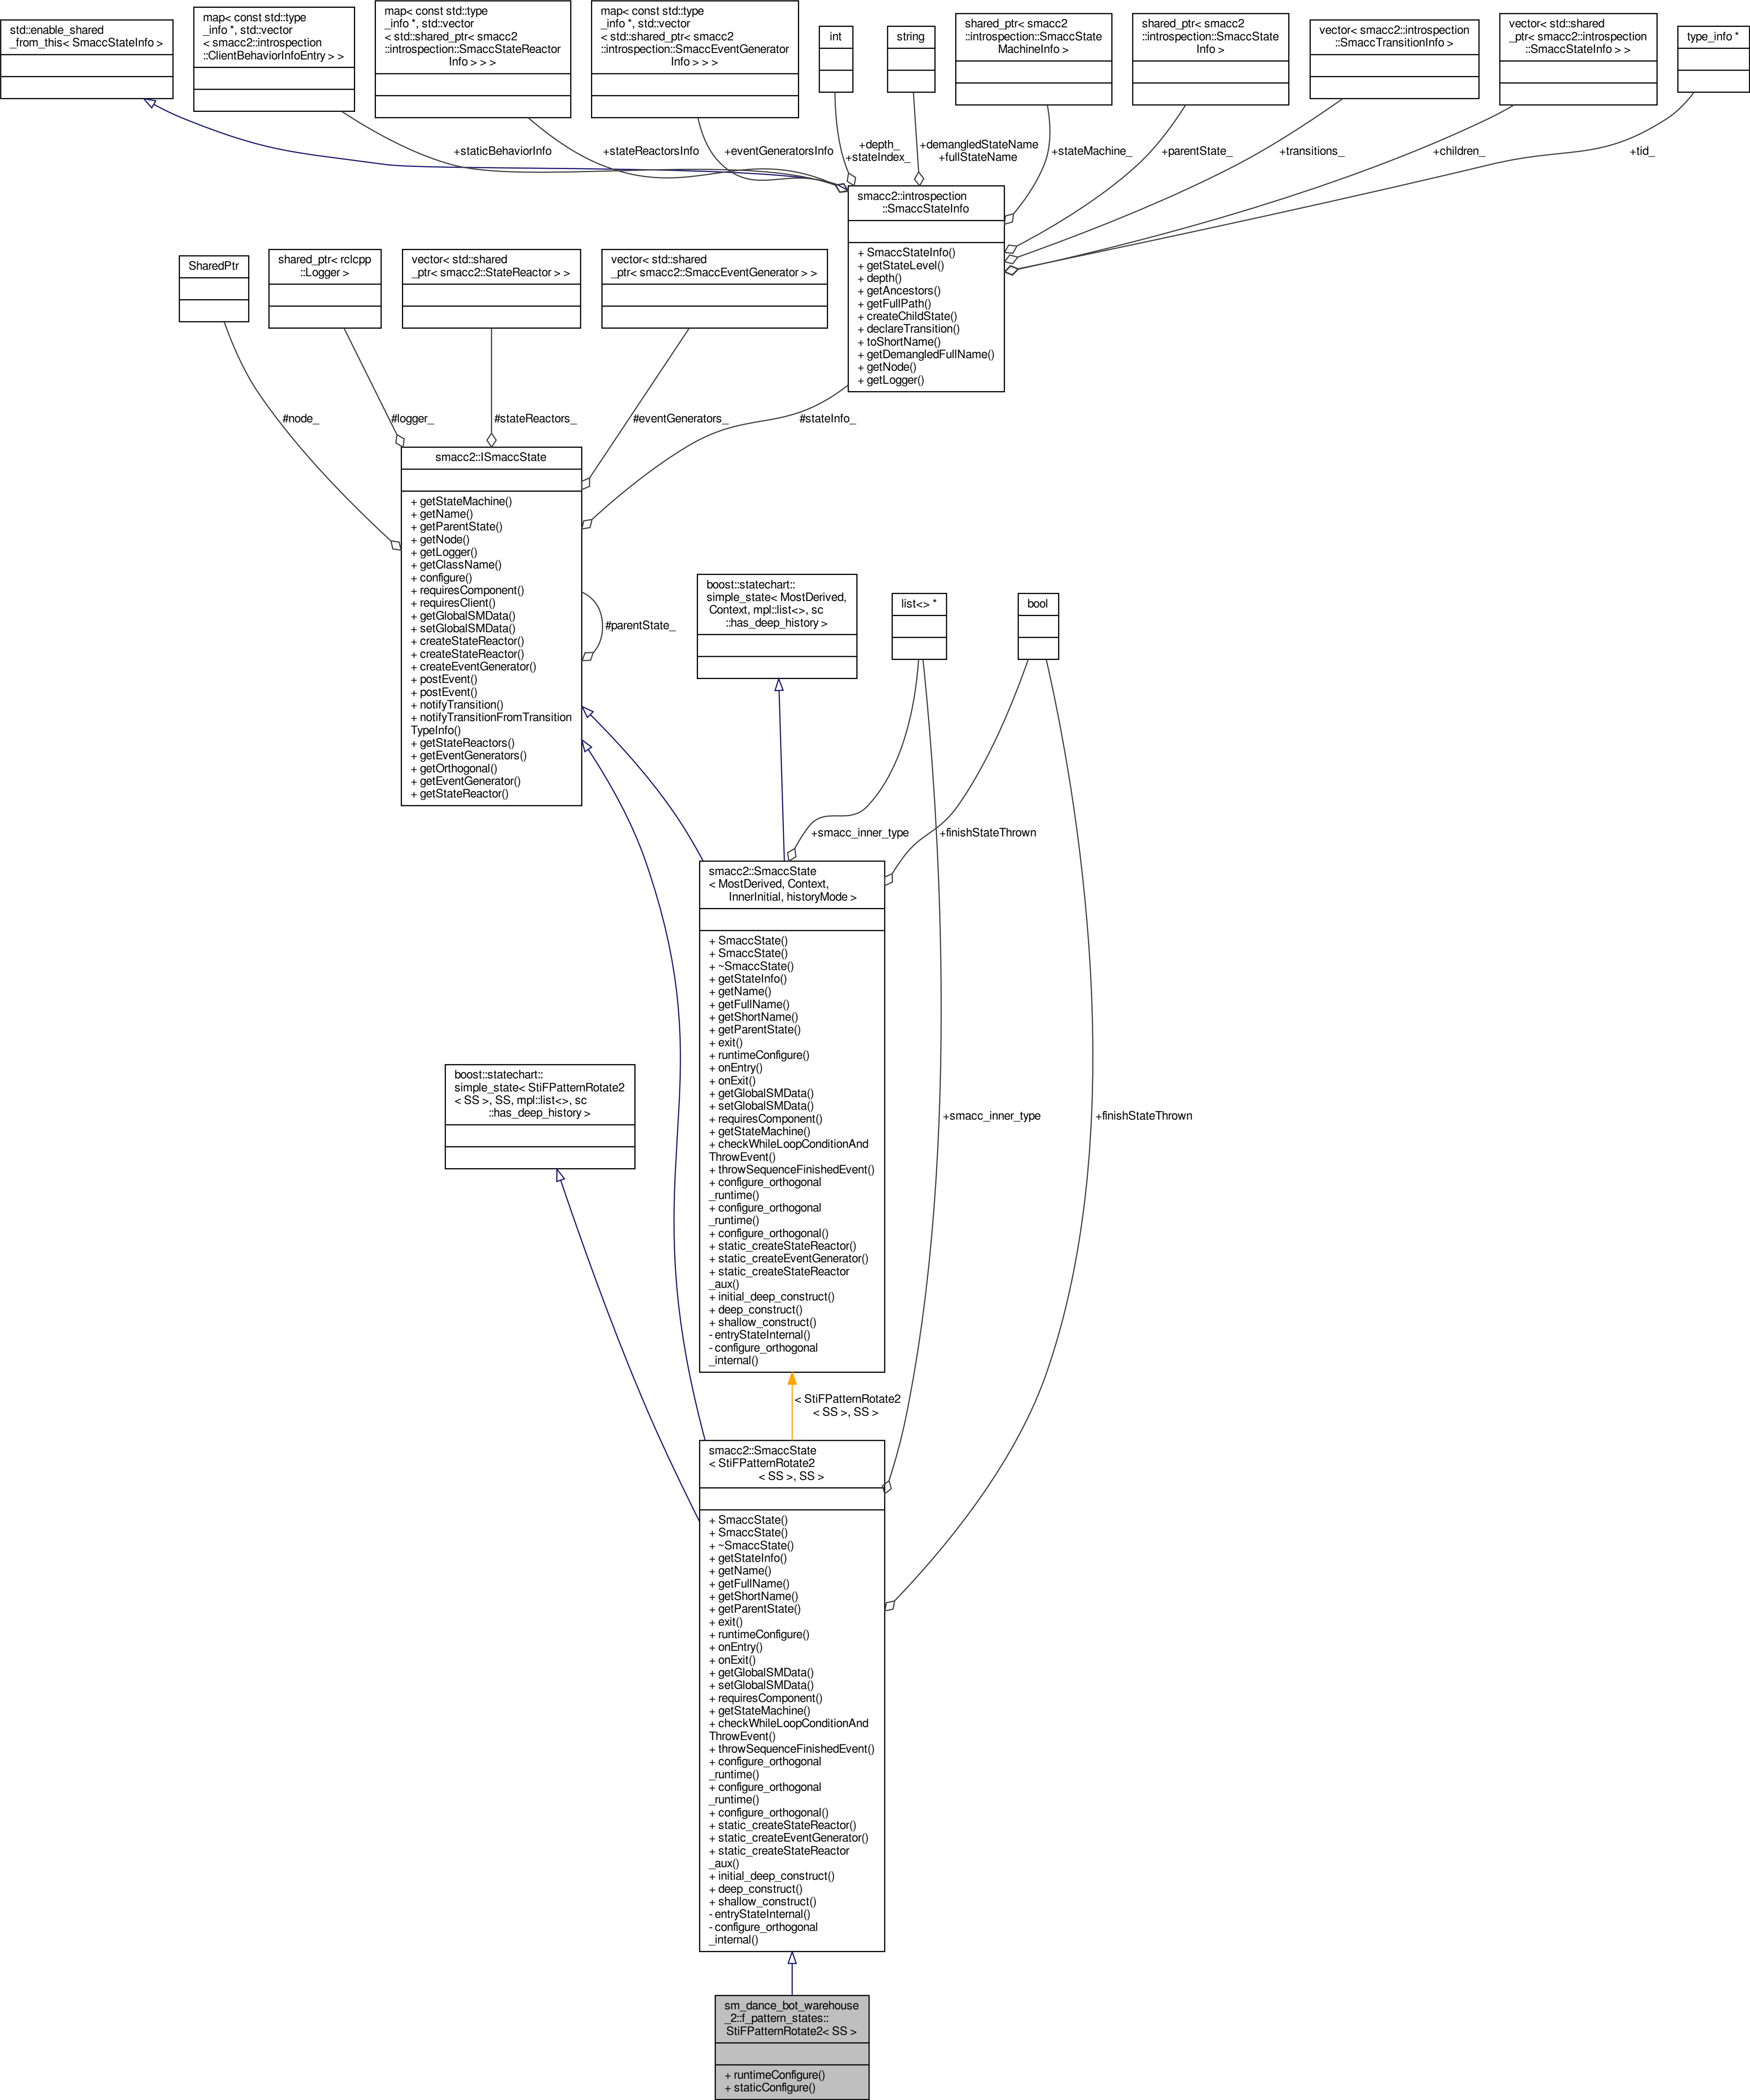 std::enable_shared
_from_this< SmaccStateInfo >
map< const std::type
_info *, std::vector
< smacc2::introspection
::ClientBehaviorInfoEntry > >
map< const std::type
_info *, std::vector
< std::shared_ptr< smacc2
::introspection::SmaccStateReactor
Info > > >
map< const std::type
_info *, std::vector
< std::shared_ptr< smacc2
::introspection::SmaccEventGenerator
Info > > >
int
string
shared_ptr< smacc2
::introspection::SmaccState
MachineInfo >
shared_ptr< smacc2
::introspection::SmaccState
Info >
vector< smacc2::introspection
::SmaccTransitionInfo >
vector< std::shared
_ptr< smacc2::introspection
::SmaccStateInfo > >
type_info *
+staticBehaviorInfo
+stateReactorsInfo
+eventGeneratorsInfo
+depth_
+stateIndex_
+demangledStateName
+fullStateName
+stateMachine_
+parentState_
+transitions_
+children_
+tid_
smacc2::introspection
::SmaccStateInfo
+ SmaccStateInfo()
+ getStateLevel()
+ depth()
+ getAncestors()
+ getFullPath()
+ createChildState()
+ declareTransition()
+ toShortName()
+ getDemangledFullName()
+ getNode()
+ getLogger()
SharedPtr
shared_ptr< rclcpp
::Logger >
vector< std::shared
_ptr< smacc2::StateReactor > >
vector< std::shared
_ptr< smacc2::SmaccEventGenerator > >
#node_
#logger_
#stateReactors_
#eventGenerators_
#stateInfo_
smacc2::ISmaccState
+ getStateMachine()
+ getName()
+ getParentState()
+ getNode()
+ getLogger()
+ getClassName()
+ configure()
+ requiresComponent()
+ requiresClient()
+ getGlobalSMData()
+ setGlobalSMData()
+ createStateReactor()
+ createStateReactor()
+ createEventGenerator()
+ postEvent()
+ postEvent()
+ notifyTransition()
+ notifyTransitionFromTransition
TypeInfo()
+ getStateReactors()
+ getEventGenerators()
+ getOrthogonal()
+ getEventGenerator()
+ getStateReactor()
#parentState_
boost::statechart::
simple_state< MostDerived,
Context, mpl::list<>, sc
::has_deep_history >
list<> *
bool
+smacc_inner_type
+finishStateThrown
smacc2::SmaccState
< MostDerived, Context,
InnerInitial, historyMode >
+ SmaccState()
+ SmaccState()
+ ~SmaccState()
+ getStateInfo()
+ getName()
+ getFullName()
+ getShortName()
+ getParentState()
+ exit()
+ runtimeConfigure()
+ onEntry()
+ onExit()
+ getGlobalSMData()
+ setGlobalSMData()
+ requiresComponent()
+ getStateMachine()
+ checkWhileLoopConditionAnd
ThrowEvent()
+ throwSequenceFinishedEvent()
+ configure_orthogonal
_runtime()
+ configure_orthogonal
_runtime()
+ configure_orthogonal()
+ static_createStateReactor()
+ static_createEventGenerator()
+ static_createStateReactor
_aux()
+ initial_deep_construct()
+ deep_construct()
+ shallow_construct()
- entryStateInternal()
- configure_orthogonal
_internal()
boost::statechart::
simple_state< StiFPatternRotate2
< SS >, SS, mpl::list<>, sc
::has_deep_history >
+smacc_inner_type
+finishStateThrown
< StiFPatternRotate2
< SS >, SS >
smacc2::SmaccState
< StiFPatternRotate2
< SS >, SS >
+ SmaccState()
+ SmaccState()
+ ~SmaccState()
+ getStateInfo()
+ getName()
+ getFullName()
+ getShortName()
+ getParentState()
+ exit()
+ runtimeConfigure()
+ onEntry()
+ onExit()
+ getGlobalSMData()
+ setGlobalSMData()
+ requiresComponent()
+ getStateMachine()
+ checkWhileLoopConditionAnd
ThrowEvent()
+ throwSequenceFinishedEvent()
+ configure_orthogonal
_runtime()
+ configure_orthogonal
_runtime()
+ configure_orthogonal()
+ static_createStateReactor()
+ static_createEventGenerator()
+ static_createStateReactor
_aux()
+ initial_deep_construct()
+ deep_construct()
+ shallow_construct()
- entryStateInternal()
- configure_orthogonal
_internal()
sm_dance_bot_warehouse
_2::f_pattern_states::
StiFPatternRotate2< SS >
+ runtimeConfigure()
+ staticConfigure()